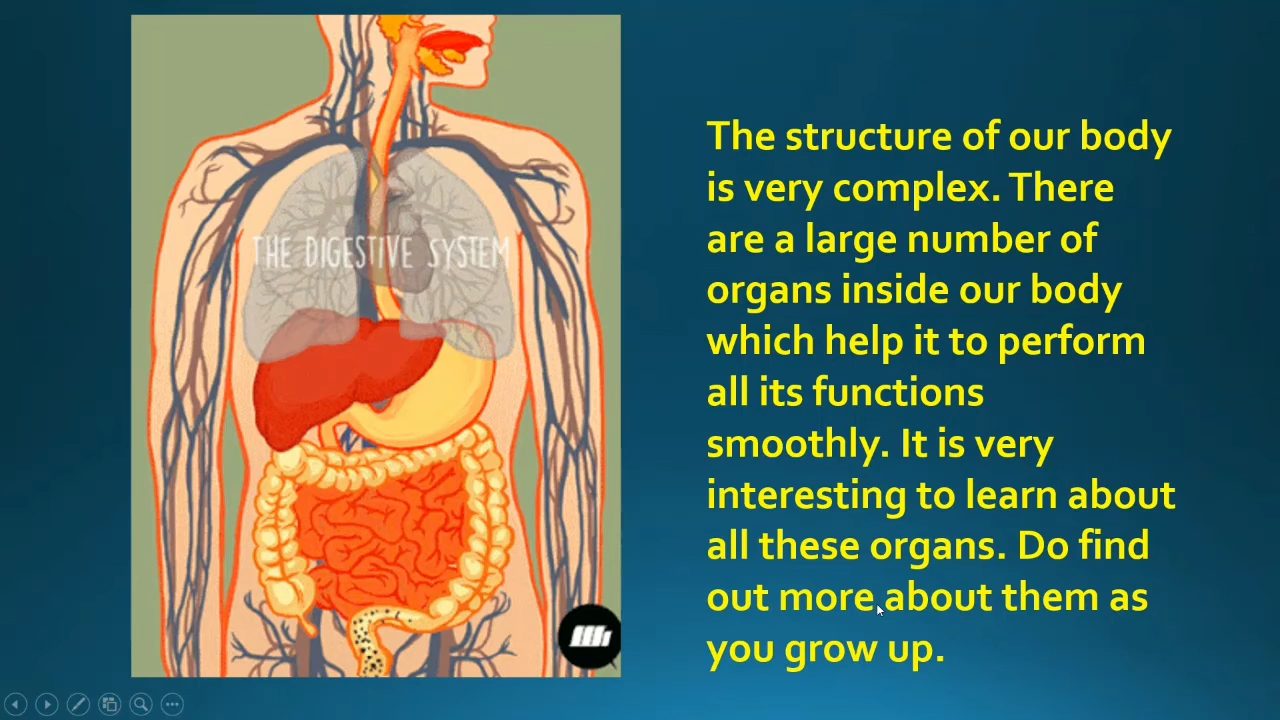 THE DIGESTIVE SYSTEM
The structure of our body
is very complex. There
are a large number of
organs inside our body
which help it to perform
all its functions
smoothly. It is very
interesting to learn about
all these organs. Do find
out more about them as
you grow up.